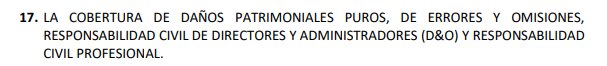 17. LA COBERTURA DE DAÑOS PATRIMONIALES PUROS, DE ERRORES Y OMISIONES,
RESPONSABILIDAD CIVIL DE DIRECTORES Y ADMINISTRADORES (D&O) Y RESPONSABILIDAD
CIVIL PROFESIONAL.